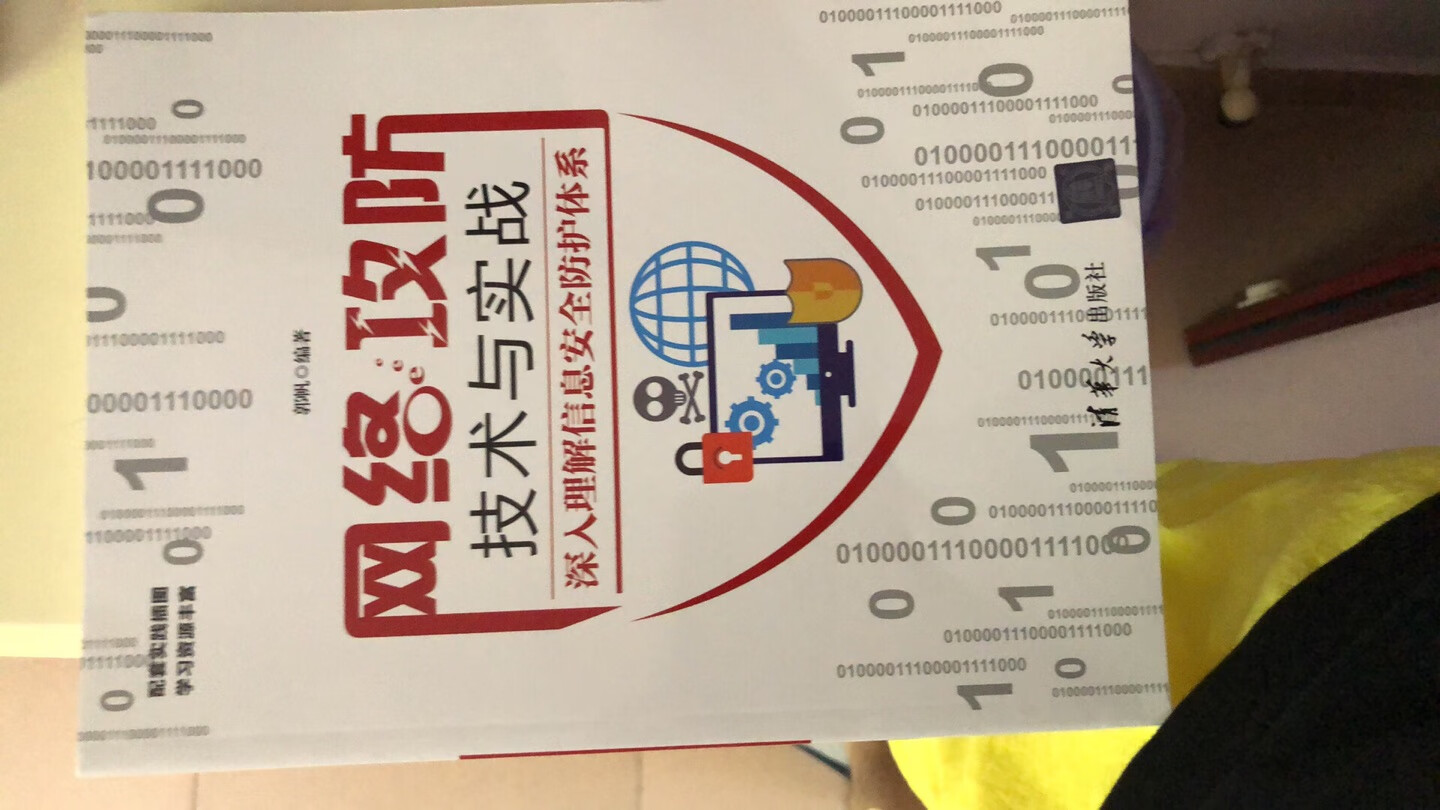 配套实践插图
学习资源丰富
郭帆◎编著
网络攻防
技术与实战
深入理解信息安全防护体系
清华大学出版社